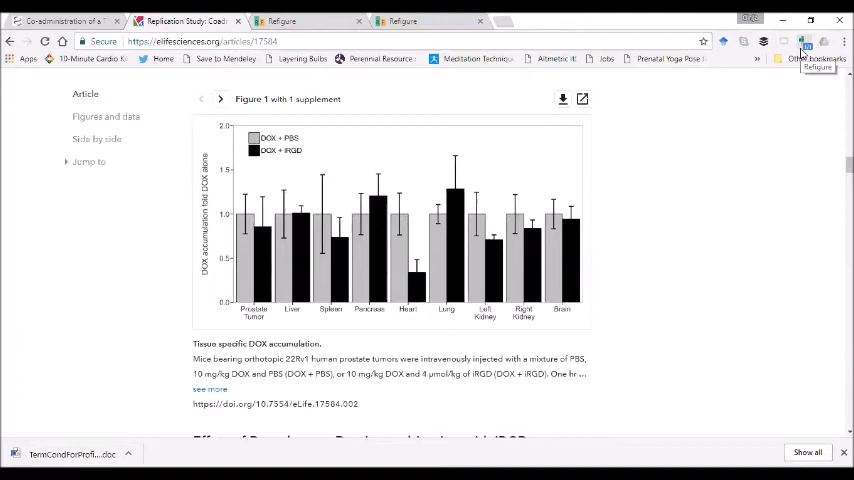 Co-administration of a T
Replication Study: Coad
Refigure
Refigure
Secure
https://elifesciences.org/articles/17584
Apps
10-Minute Cardio Ki
Twitter
Home
Save to Mendeley
Layering Blubs
Peronnel: Profession
Meditation Techniqu
Altmetric it!
Jobs
Prenatal Yoga Pose
»
Other bookmarks
Refigure
Article
Figures and data
Side by side
Jump to
Figure 1 with 1 supplement
DOX + PBS
DOX + iRGD
DOX accumulation fold DOX alone
2.0
1.5
1.0
0.5
0.0
Prostate Tumor
Liver
Spleen
Pancreas
Heart
Lung
Left Kidney
Right Kidney
Brain
Tissue specific DOX accumulation.
Mice bearing orthotopic 22Rv1 human prostate tumors were intravenously injected with a mixture of PBS,
10 mg/kg DOX and PBS (DOX + PBS), or 10 mg/kg DOX and 4 µmol/kg of iRGD (DOX + iRGD). One hr ...
see more
https://doi.org/10.7554/eLife.17584.002
TermCondForProfi....doc
Show all